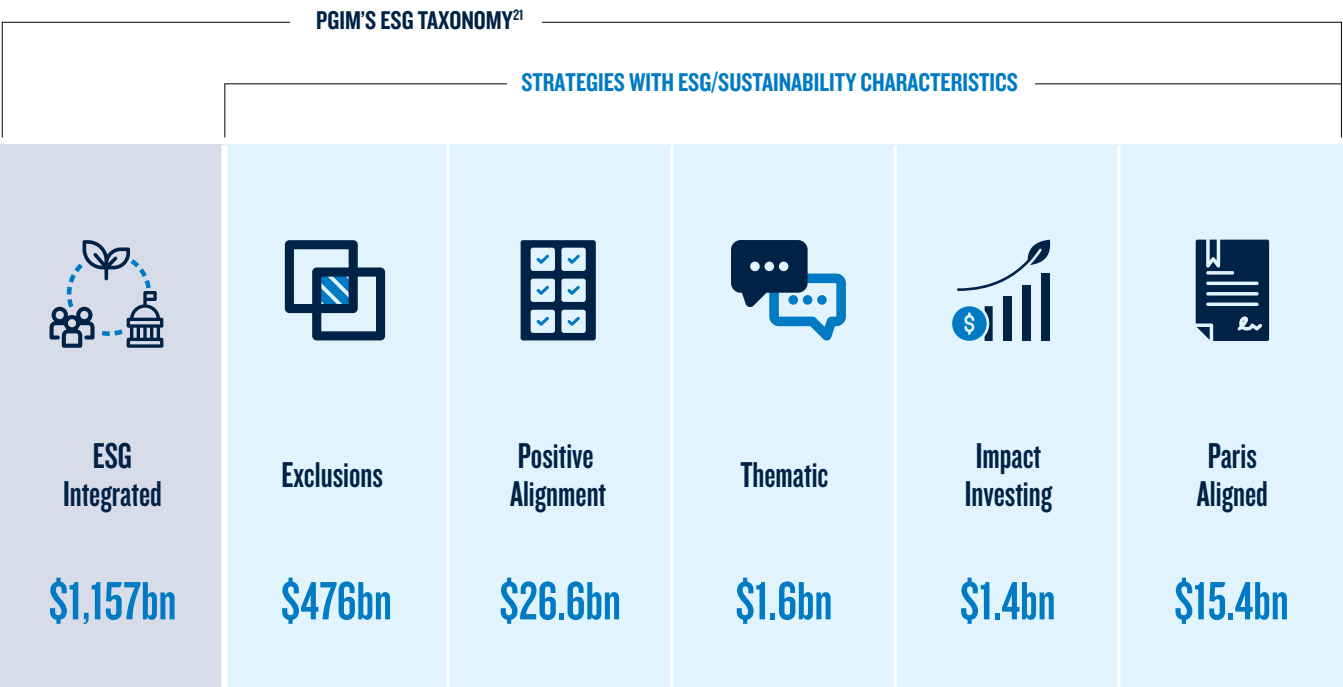 PGIM'S ESG TAXONOMY21
STRATEGIES WITH ESG/SUSTAINABILITY CHARACTERISTICS
ESG
Integrated
$1,157bn
Exclusions
$476bn
Positive
Alignment
$26.6bn
Thematic
$1.6bn
$
Impact
Investing
$1.4bn
Paris
Aligned
$15.4bn